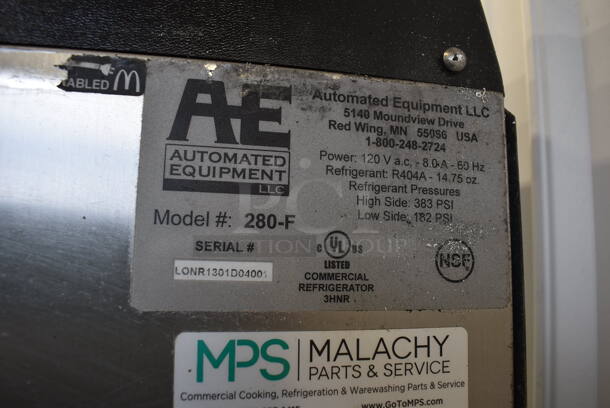 ABLED
AE
AUTOMATED
EQUIPMENT
LLC
Automated Equipment LLC
5140 Moundview Drive
Red Wing, MN 55066 USA
1-800-248-2724
Power: 120 V a.c. - 8.0 A - 60 Hz
Refrigerant: R404A - 14.75 oz.
Refrigerant Pressures
High Side: 383 PSI
Low Side: 182 PSI
Model #: 280-F
SERIAL #
LONR1301D04001
c UL us
LISTED
COMMERCIAL
REFRIGERATOR
3HNR
NSF
MPS MALACHY
PARTS & SERVICE
Commercial Cooking, Refrigeration & Warewashing Parts & Service
www.GoToMPS.com